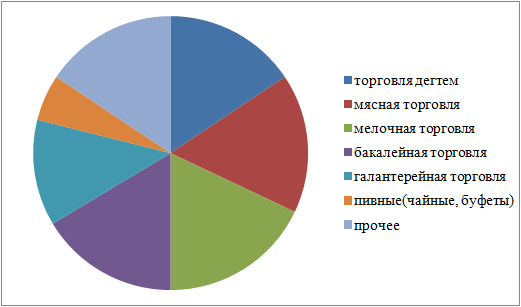 торговля дегтем
мясная торговля
мелочная торговля
бакалейная торговля
галантерейная торговля
пивные(чайные, буфеты)
прочее